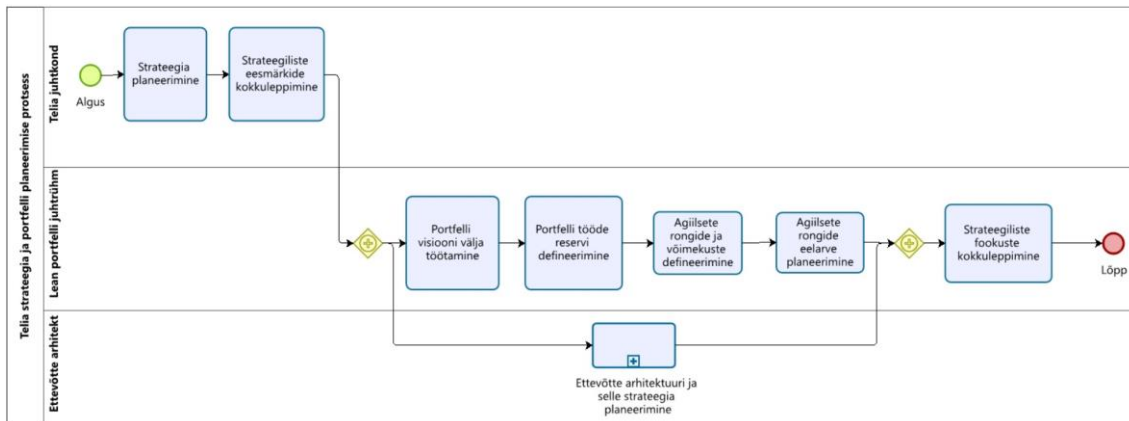 Telia strateegia ja portfelli planeerimise protsess
Telia juhtkond
Algus
Strateegia
planeerimine
Strateegiliste
eesmärkide
kokkuleppimine
Lean portfelli juhtrühm
Portfelli
visiooni välja
töötamine
Portfelli tööde
reservi
defineerimine
Agiilsete
rongide ja
võimekuste
defineerimine
Agiilsete
rongide
eelarve
planeerimine
Strateegiliste
fookuste
kokkuleppimine
Lõpp
Ettevõtte arhitekt
Ettevõtte arhitektuuri ja
selle strateegia
planeerimine